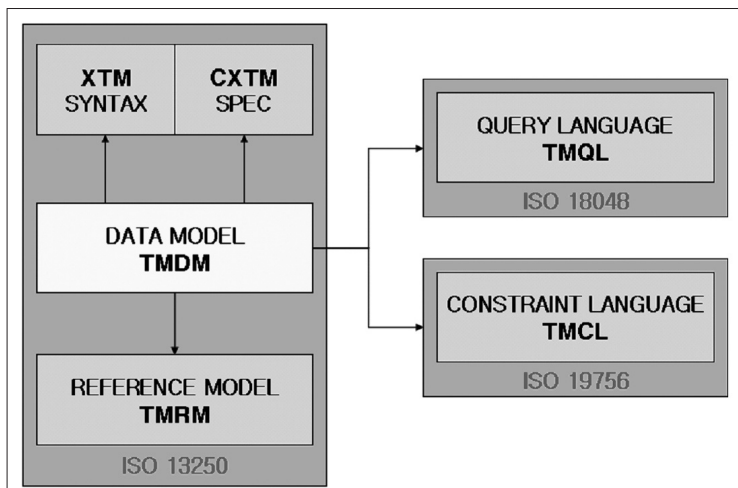 XTM
SYNTAX
CXTM
SPEC
DATA MODEL
TMDM
REFERENCE MODEL
TMRM
ISO 13250
QUERY LANGUAGE
TMQL
ISO 18048
CONSTRAINT LANGUAGE
TMCL
ISO 19756